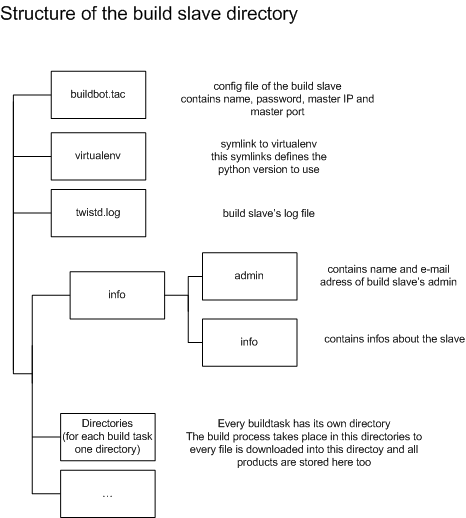 Structure of the build slave directory
buildbot.tac
config file of the build slave
contains name, password, master IP and
master port
virtualenv
symlink to virtualenv
this symlinks defines the
python version to use
twistd.log
build slave's log file
info
admin
contains name and e-mail
adress of build slave's admin
info
contains infos about the slave
Directories
(for each build task
one directory)
Every buildtask has its own directory
The build process takes place in this directories to
every file is downloaded into this directoy and all
products are stored here too
...